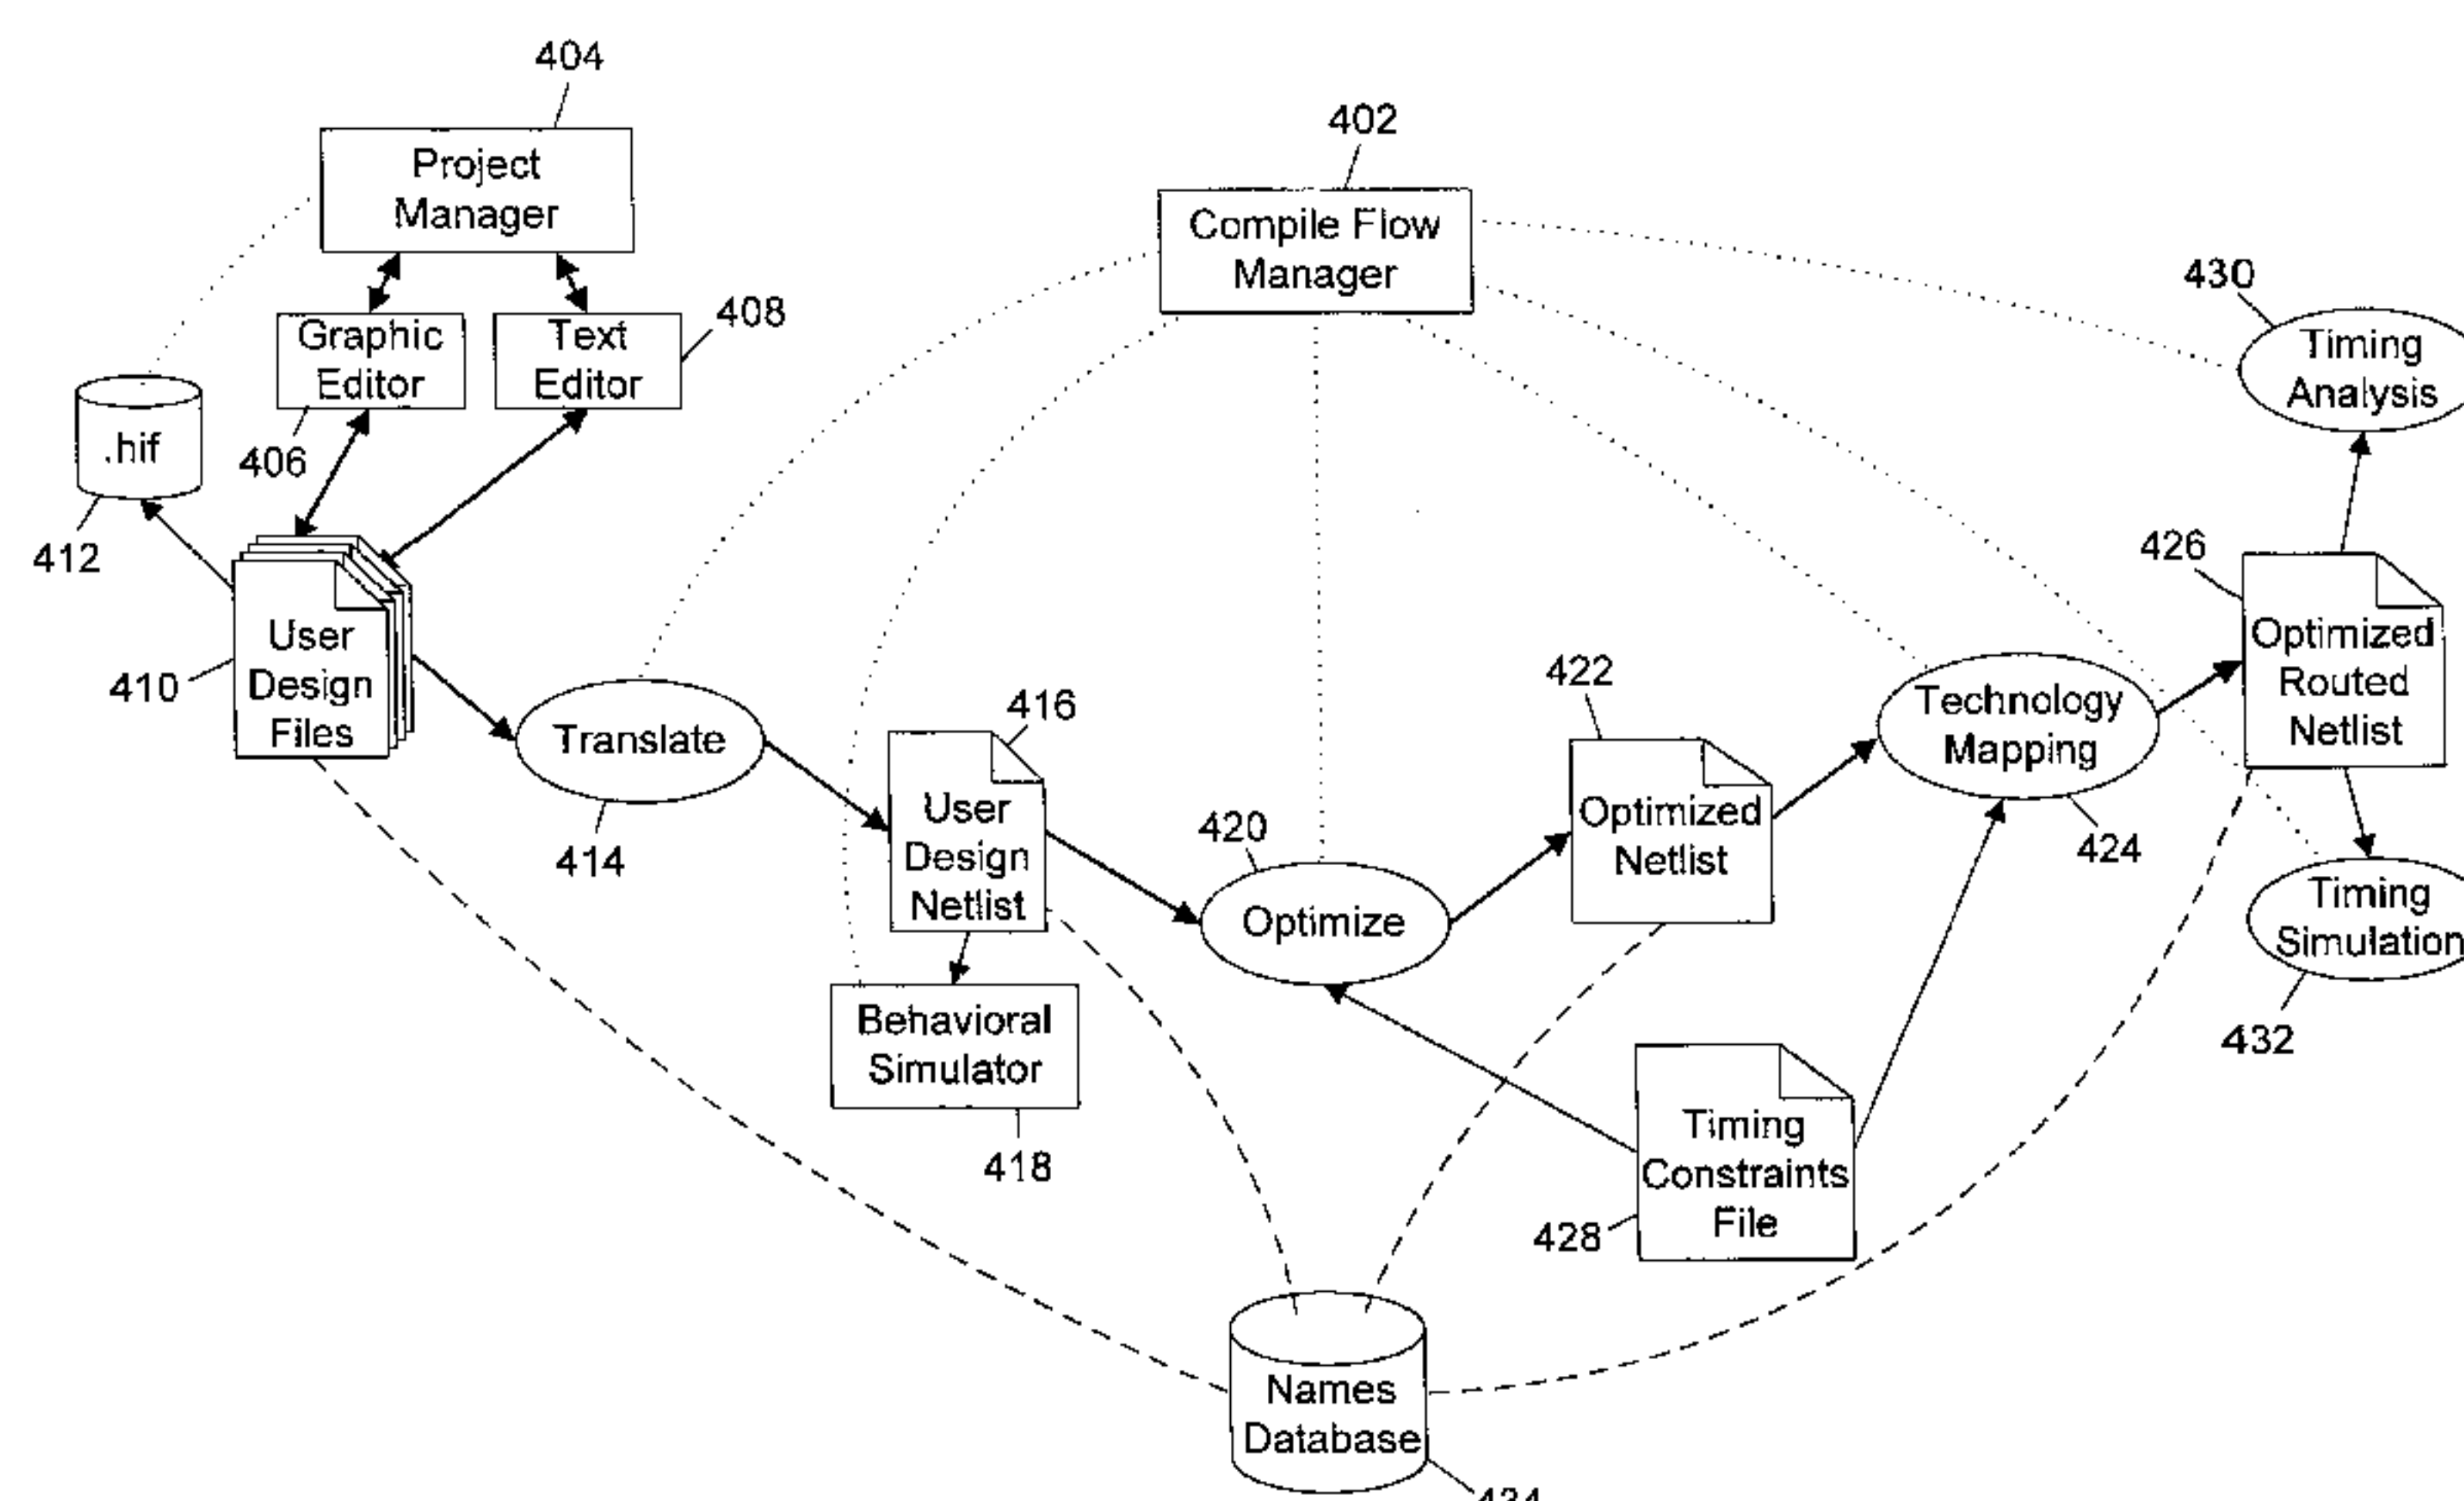 404
Project
Manager
402
Compile Flow
Manager
430
Timing
Analysis
Graphic
Editor
406
Text
Editor
408
.hif
412
User
Design
Files
410
Translate
414
416
User
Design
Netlist
Behavioral
Simulator
418
420
Optimize
422
Optimized
Netlist
Technology
Mapping
424
426
Optimized
Routed
Netlist
Timing
Simulation
432
Timing
Constraints
File
428
Names
Database
434